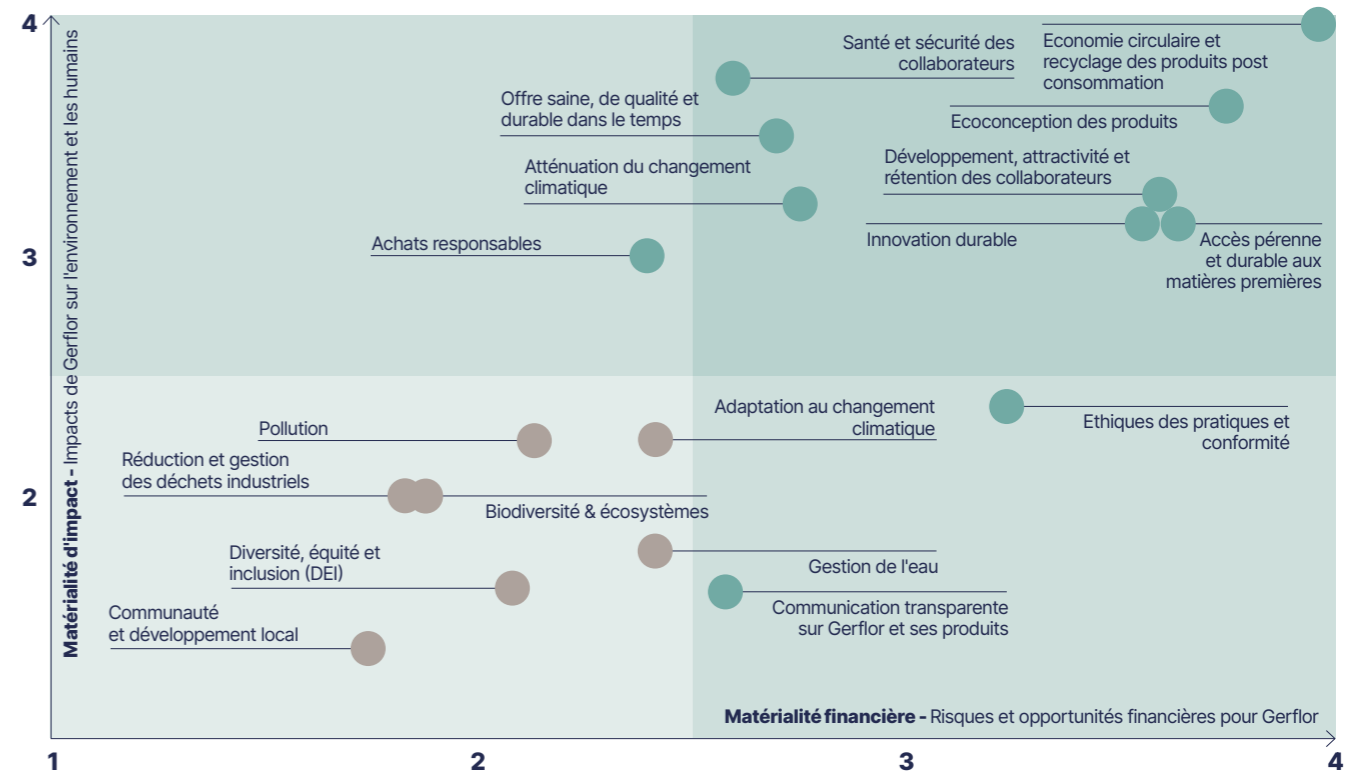 4
3
2
Matérialité d'impact - Impacts de Gerflor sur l'environnement et les humains
Santé et sécurité des
collaborateurs
Economie circulaire et
recyclage des produits post
consommation
Offre saine, de qualité et
durable dans le temps
Ecoconception des produits
Atténuation du changement
climatique
Développement, attractivité et
rétention des collaborateurs
Achats responsables
Innovation durable
Accès pérenne
et durable aux
matières premières
Pollution
Adaptation au changement
climatique
Ethiques des pratiques et
conformité
Réduction et gestion
des déchets industriels
Biodiversité & écosystèmes
Diversité, équité et
inclusion (DEI)
Gestion de l'eau
Communauté
et développement local
Communication transparente
sur Gerflor et ses produits
Matérialité financière - Risques et opportunités financières pour Gerflor
1
2
3
4